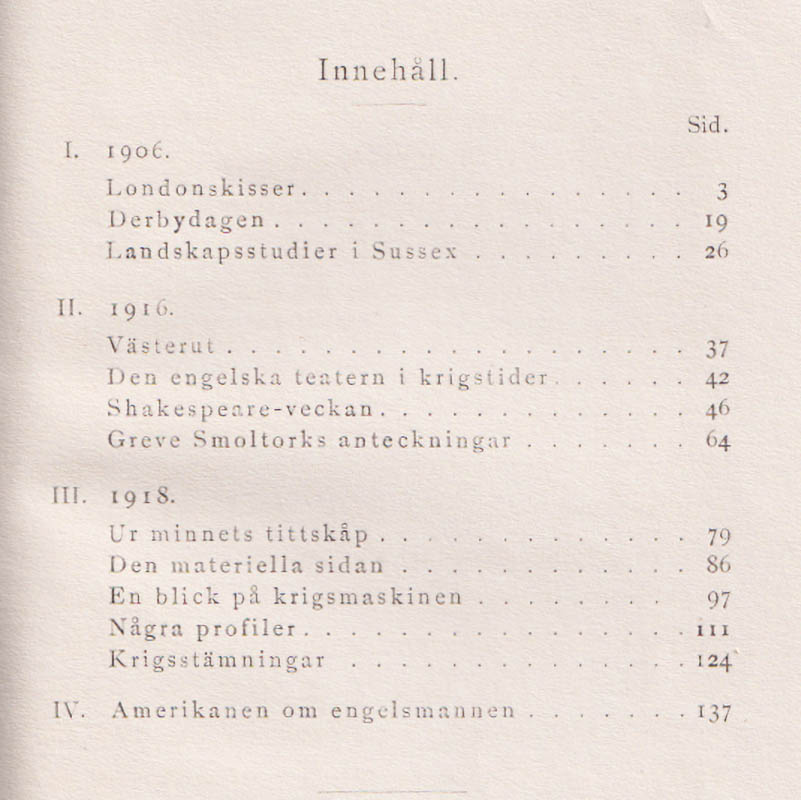 Innehåll.
Sid.
I. 1906.
Londonskisser . . . . . . . . . . . . . . . . 3
Derbydagen . . . . . . . . . . . . . . . . . 19
Landskapsstudier i Sussex . . . . . . . . . 26
II. 1916.
Västerut . . . . . . . . . . . . . . . . . . . 37
Den engelska teatern i krigstider . . . . . . 42
Shakespeare-veckan . . . . . . . . . . . . . 46
Greve Smoltorks anteckningar . . . . . . . 64
III. 1918.
Ur minnets tittskåp . . . . . . . . . . . . . 79
Den materiella sidan . . . . . . . . . . . . 86
En blick på krigsmaskinen . . . . . . . . 97
Några profiler . . . . . . . . . . . . . . . . 111
Krigsstämningar . . . . . . . . . . . . . . 124
IV. Amerikanen om engelsmannen . . . . . . . 137